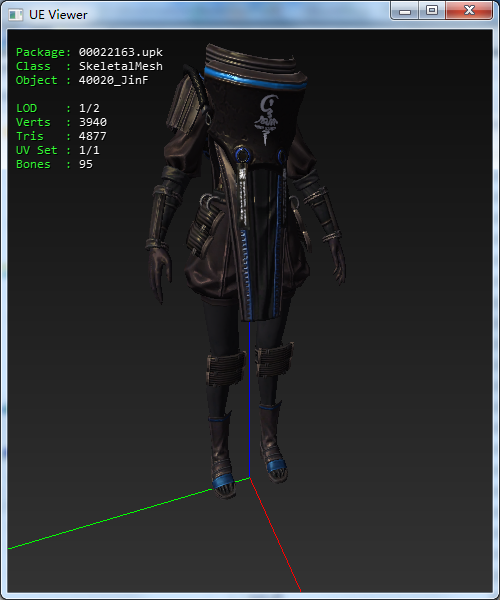 UE Viewer
Package: 00022163.upk
Class : SkeletalMesh
Object : 40020_JinF
LOD : 1/2
Verts : 3940
Tris : 4877
UV Set : 1/1
Bones : 95